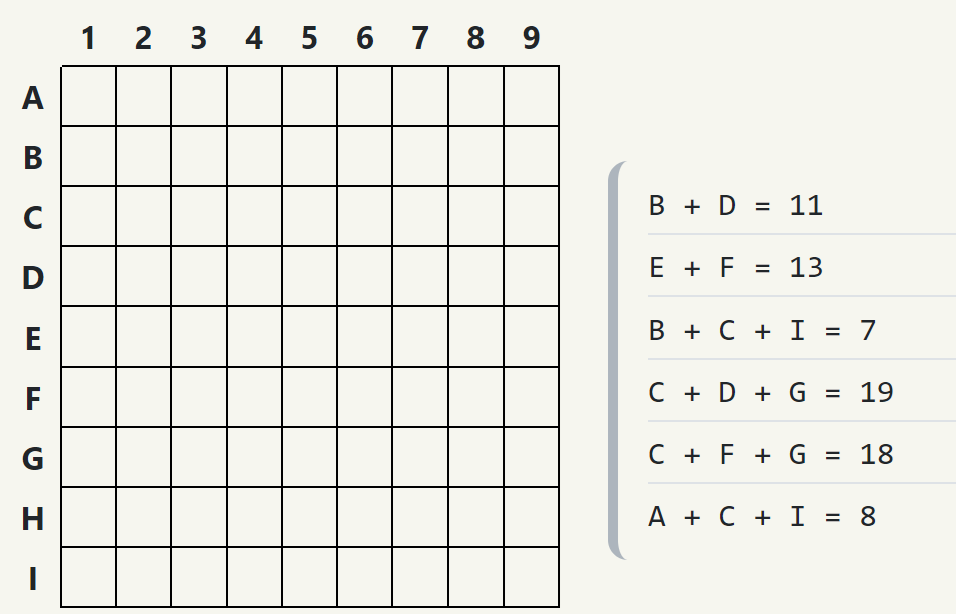 1 2 3 4 5 6 7 8 9
A
B
C
D
E
F
G
H
I
B + D = 11
E + F = 13
B + C + I = 7
C + D + G = 19
C + F + G = 18
A + C + I = 8